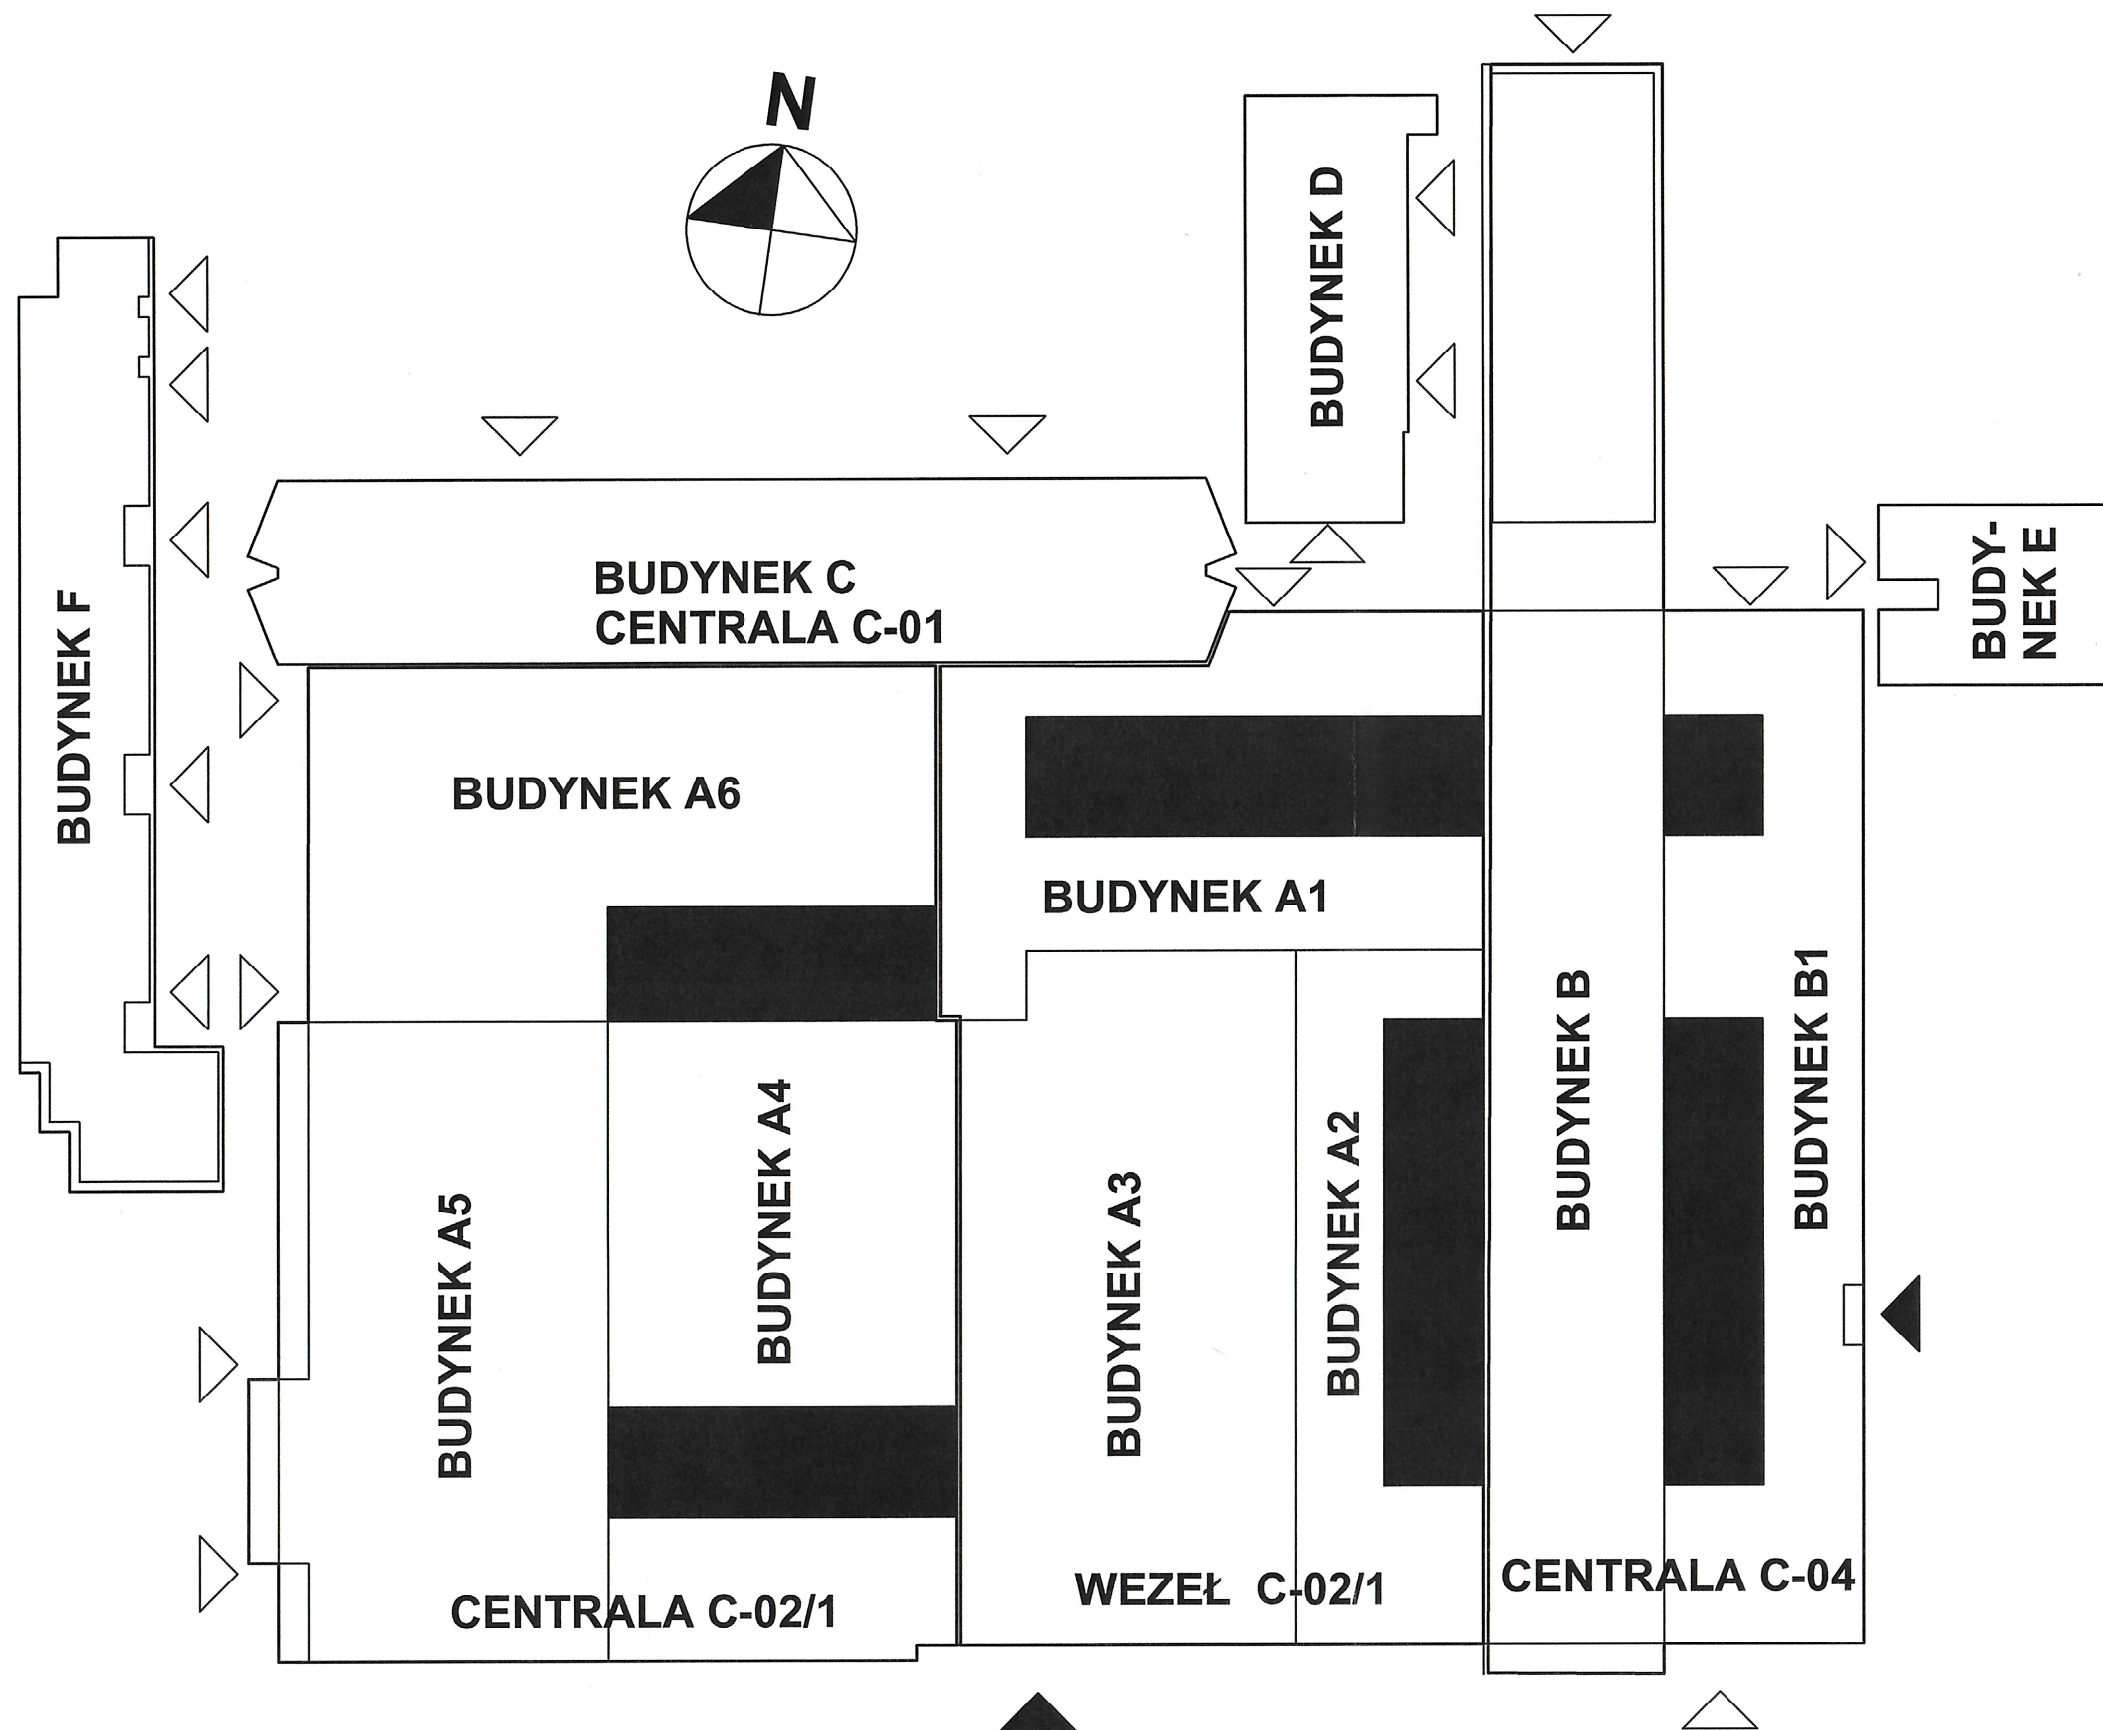 N
BUDYNEK D
BUDY-
NEK E
BUDYNEK F
BUDYNEK C
CENTRALA C-01
BUDYNEK A6
BUDYNEK A1
BUDYNEK B
BUDYNEK B1
BUDYNEK A5
BUDYNEK A4
BUDYNEK A3
BUDYNEK A2
CENTRALA C-02/1
WEZEŁ C-02/1
CENTRALA C-04